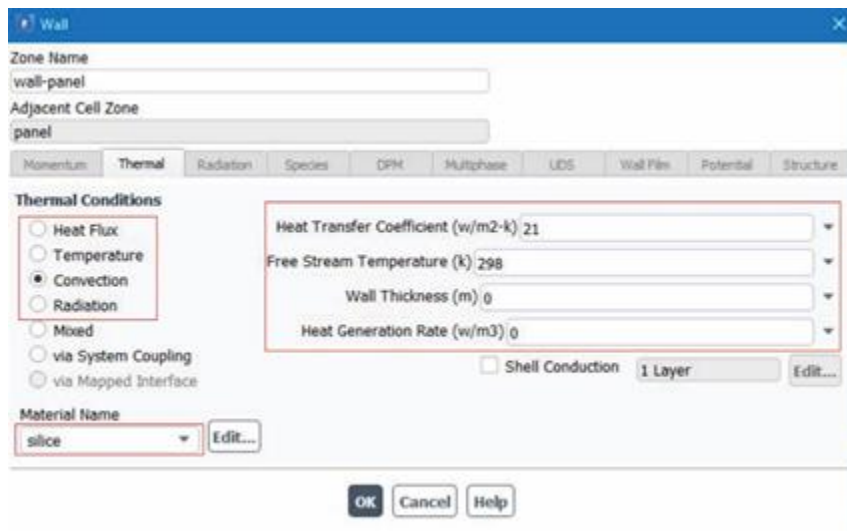 Wall
Zone Name
wall-panel
Adjacent Cell Zone
panel
Momentum Thermal Radiation Species DPM Multiphase UDS Wall Film Potential Structure
Thermal Conditions
Heat Flux
Temperature
Convection
Radiation
Mixed
via System Coupling
via Mapped Interface
Heat Transfer Coefficient (w/m2-k) 21
Free Stream Temperature (k) 298
Wall Thickness (m) 0
Heat Generation Rate (w/m3) 0
Shell Conduction 1 Layer Edit...
Material Name
silice Edit...
OK Cancel Help